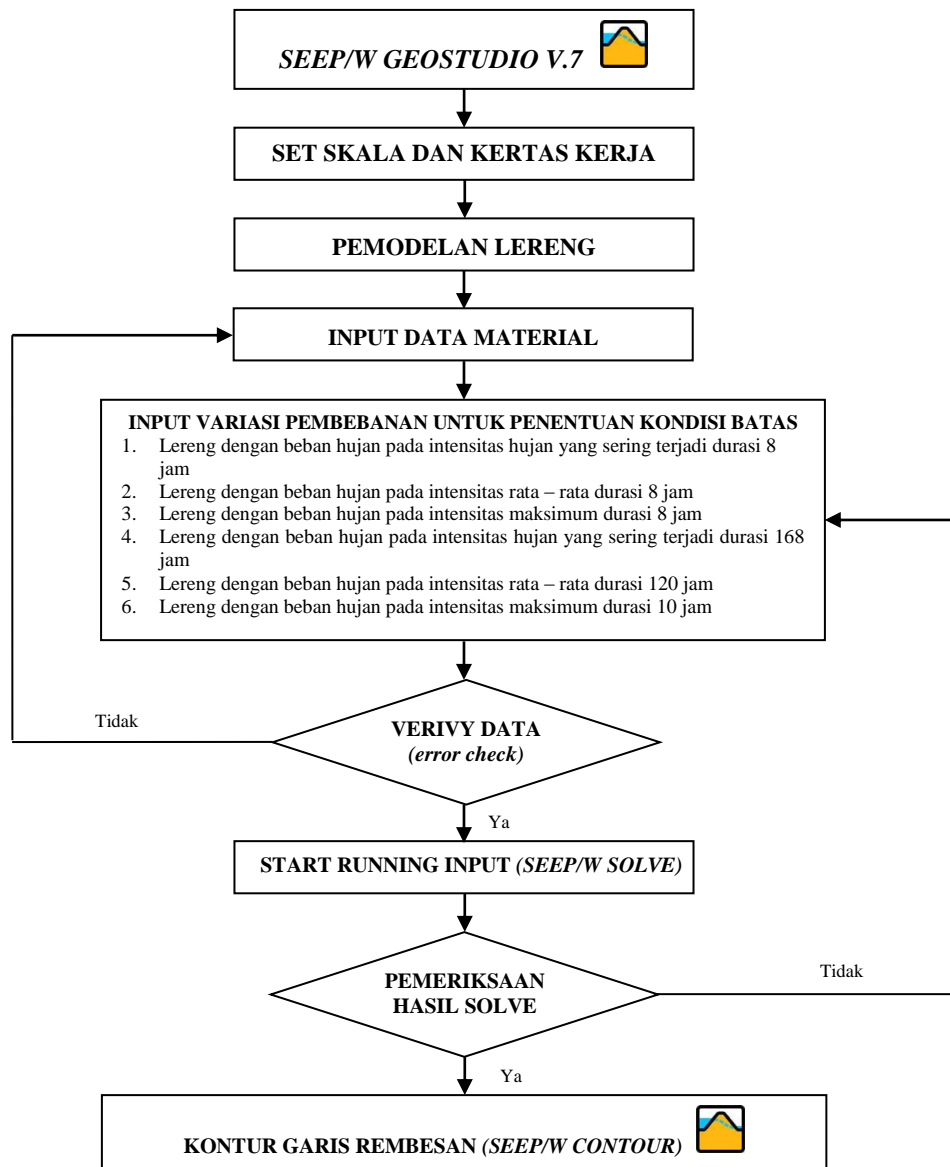 SEEP/W GEOSTUDIO V.7
SET SKALA DAN KERTAS KERJA
PEMODELAN LERENG
INPUT DATA MATERIAL
INPUT VARIASI PEMBEBANAN UNTUK PENENTUAN KONDISI BATAS
1. Lereng dengan beban hujan pada intensitas hujan yang sering terjadi durasi 8
jam
2. Lereng dengan beban hujan pada intensitas rata – rata durasi 8 jam
3. Lereng dengan beban hujan pada intensitas maksimum durasi 8 jam
4. Lereng dengan beban hujan pada intensitas hujan yang sering terjadi durasi 168
jam
5. Lereng dengan beban hujan pada intensitas rata – rata durasi 120 jam
6. Lereng dengan beban hujan pada intensitas maksimum durasi 10 jam
Tidak
VERIVY DATA
(error check)
Ya
START RUNNING INPUT (SEEP/W SOLVE)
PEMERIKSAAN
HASIL SOLVE
Tidak
Ya
KONTUR GARIS REMBESAN (SEEP/W CONTOUR)